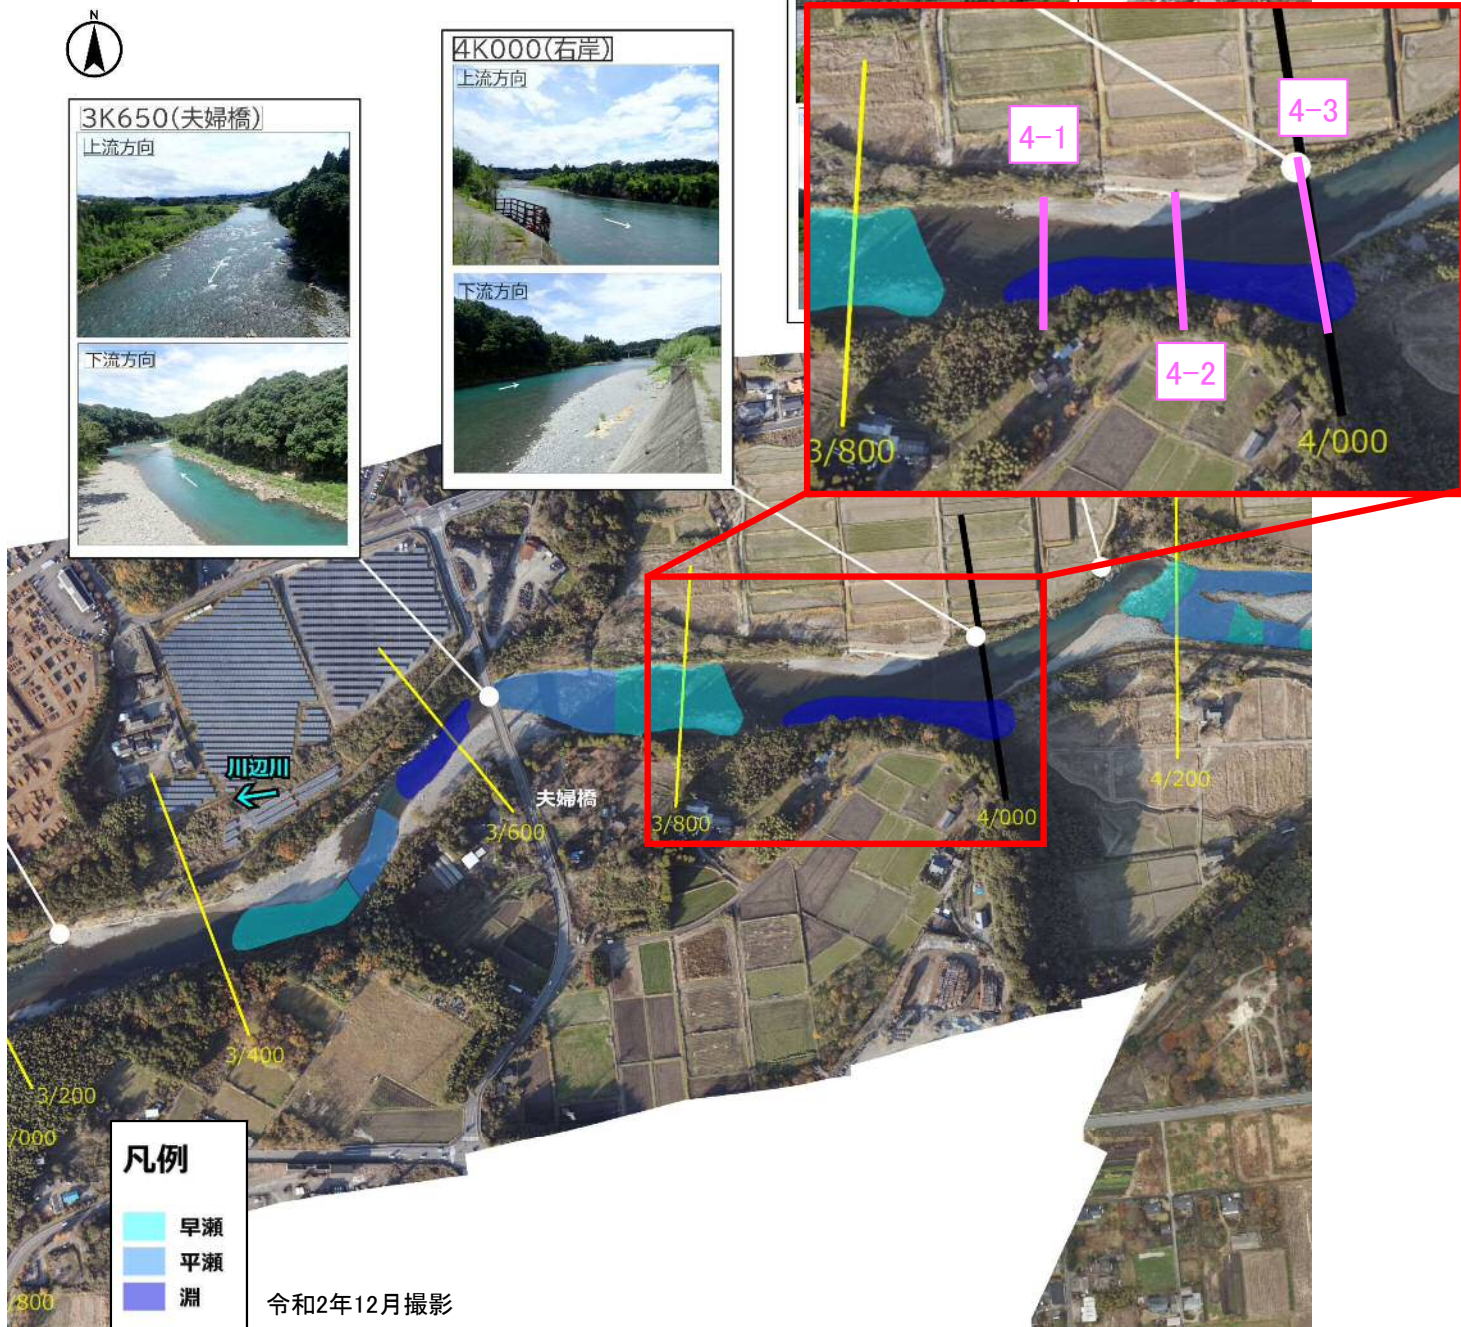 N
3K650(夫婦橋)
上流方向
下流方向
4K000(右岸)
上流方向
下流方向
4-1
4-2
4-3
3/800
4/000
川辺川
夫婦橋
3/600
3/800
4/000
4/200
3/400
3/200
/000
/800
凡例
早瀬
平瀬
淵
令和2年12月撮影